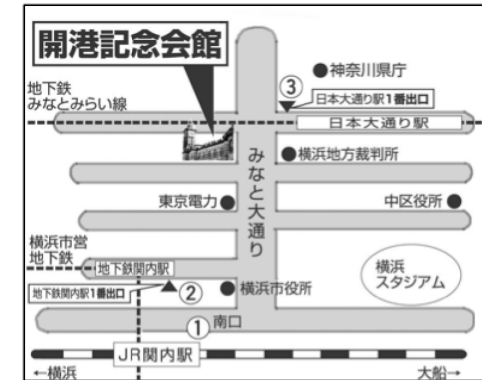 開港記念会館
③
●神奈川県庁
地下鉄
みなとみらい線
日本大通り駅1番出口
日本大通り駅
みなと大通り
●横浜地方裁判所
東京電力●
中区役所●
横浜市営
地下鉄
地下鉄関内駅
横浜
スタジアム
地下鉄関内駅1番出口
②
●横浜市役所
①
南口
JR関内駅
←横浜
大船→